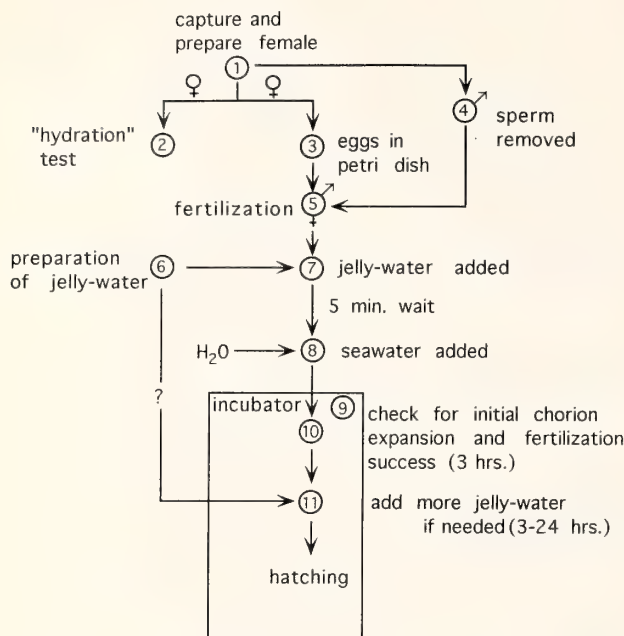 capture and
prepare female
1
♀ ♀
4 ♂
sperm
removed
"hydration"
test
2
3
eggs in
petri dish
fertilization
5
preparation
of jelly-water
6
7
jelly-water added
5 min. wait
H₂O
8
seawater added
?
incubator
9
check for initial chorion
expansion and fertilization
success (3 hrs.)
10
11
add more jelly-water
if needed (3-24 hrs.)
hatching